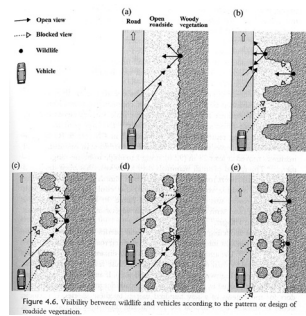 (a)
(b)
Open view
Blocked view
Wildlife
Vehicle
Road
Open
roadside
Woody
vegetation
(c)
(d)
(e)
Figure 4.6. Visibility between wildlife and vehicles according to the pattern or design of
roadside vegetation.